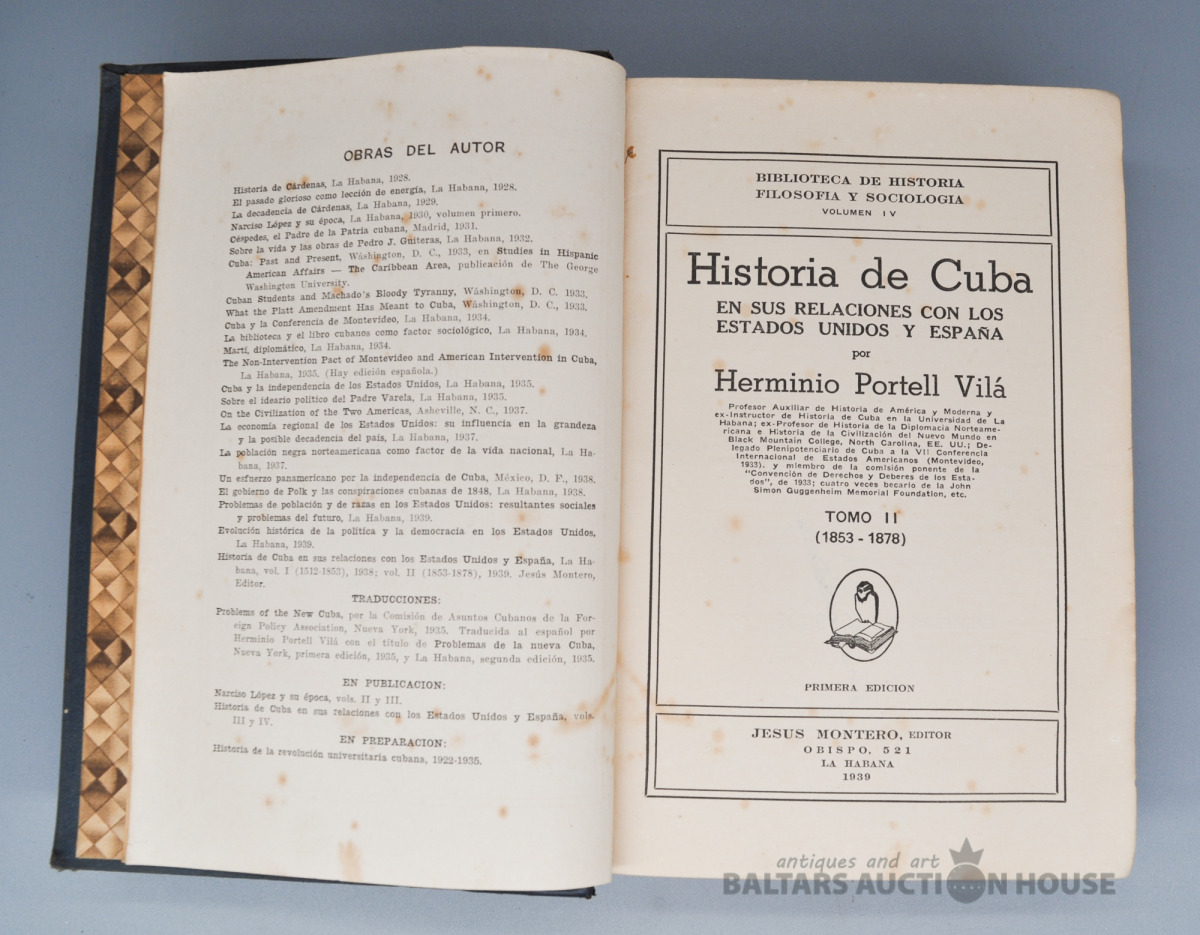 OBRAS DEL AUTOR
Historia de Cárdenas, La Habana, 1928.
El pasado glorioso como lección de energía, La Habana, 1928.
La decadencia de Cárdenas, La Habana, 1929.
Narciso López y su época, La Habana, 1930, volumen primero.
Céspedes, el Padre de la Patria cubana, Madrid, 1931.
Sobre la vida y las obras de Pedro J. Guiteras, La Habana, 1932.
Cuba: Past and Present, Wáshington, D. C., 1933, en Studies in Hispanic
American Affairs — The Caribbean Area, publicación de The George
Washington University.
Cuban Students and Machado's Bloody Tyranny, Wáshington, D. C. 1933.
What the Platt Amendment Has Meant to Cuba, Wáshington, D. C., 1933.
Cuba y la Conferencia de Montevideo, La Habana, 1934.
La biblioteca y el libro cubanos como factor sociológico, La Habana, 1934.
Martí, diplomático, La Habana, 1934.
The Non-Intervention Pact of Montevideo and American Intervention in Cuba,
La Habana, 1935. (Hay edición española.)
Cuba y la independencia de los Estados Unidos, La Habana, 1935.
Sobre el ideario político del Padre Varela, La Habana, 1935.
On the Civilization of the Two Americas, Asheville, N. C., 1937.
La economía regional de los Estados Unidos: su influencia en la grandeza
y la posible decadencia del país, La Habana, 1937.
La población negra norteamericana como factor de la vida nacional, La Ha-
bana, 1937.
Un esfuerzo panamericano por la independencia de Cuba, México, D. F., 1938.
El gobierno de Polk y las conspiraciones cubanas de 1848, La Habana, 1938.
Problemas de población y de razas en los Estados Unidos: resultantes sociales
y problemas del futuro, La Habana, 1939.
Evolución histórica de la política y la democracia en los Estados Unidos,
La Habana, 1939.
Historia de Cuba en sus relaciones con los Estados Unidos y España, La Ha-
bana, vol. I (1512-1853), 1938; vol. II (1853-1878), 1939. Jesús Montero,
Editor.
TRADUCCIONES:
Problems of the New Cuba, por la Comisión de Asuntos Cubanos de la For-
eign Policy Association, Nueva York, 1935. Traducida al español por
Herminio Portell Vilá con el título de Problemas de la nueva Cuba,
Nueva York, primera edición, 1935, y La Habana, segunda edición, 1935.
EN PUBLICACION:
Narciso López y su época, vols. II y III.
Historia de Cuba en sus relaciones con los Estados Unidos y España, vols.
III y IV.
EN PREPARACION:
Historia de la revolución universitaria cubana, 1922-1935.
BIBLIOTECA DE HISTORIA
FILOSOFIA Y SOCIOLOGIA
VOLUMEN IV
Historia de Cuba
EN SUS RELACIONES CON LOS
ESTADOS UNIDOS Y ESPAÑA
por
Herminio Portell Vilá
Profesor Auxiliar de Historia de América y Moderna y
ex-Instructor de Historia de Cuba en la Universidad de La
Habana; ex-Profesor de Historia de la Diplomacia Norteame-
ricana e Historia de la Civilización del Nuevo Mundo en
Black Mountain College, North Carolina, EE. UU.; De-
legado Plenipotenciario de Cuba a la VII Conferencia
Internacional de Estados Americanos (Montevideo,
1933). y miembro de la comisión ponente de la
"Convención de Derechos y Deberes de los Esta-
dos", de 1933; cuatro veces becario de la John
Simon Guggenheim Memorial Foundation, etc.
TOMO II
(1853 - 1878)
PRIMERA EDICION
JESUS MONTERO, EDITOR
OBISPO, 521
LA HABANA
1939
antiques and art
BALTARS AUCTION HOUSE